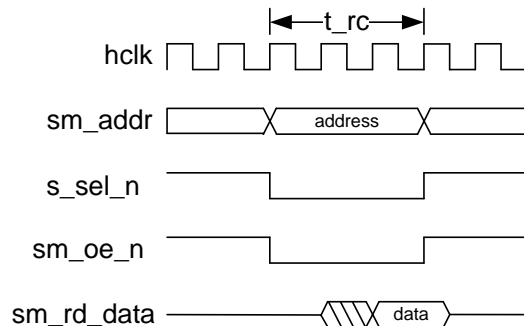 t_rc
hclk
sm_addr address
s_sel_n
sm_oe_n
sm_rd_data data